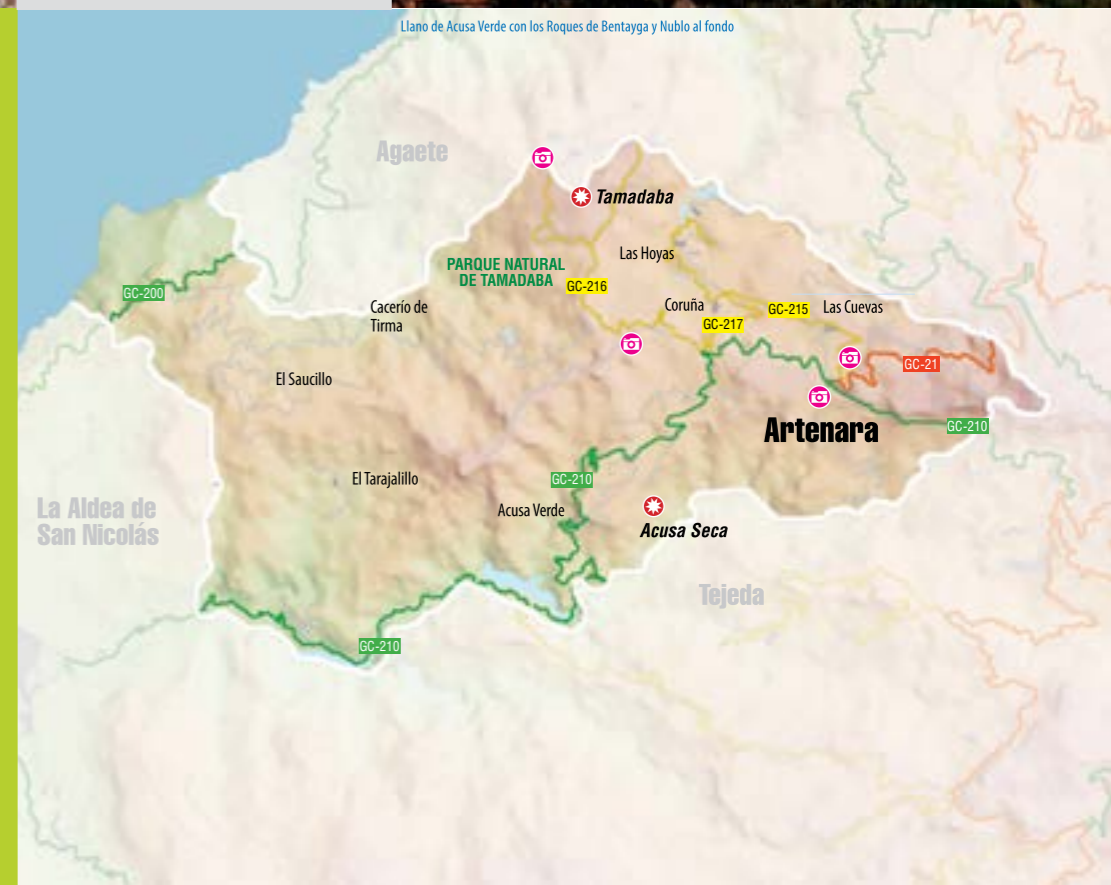 Llano de Acusa Verde con los Roques de Bentayga y Nublo al fondo
Agaete
Tamadaba
Las Hoyas
PARQUE NATURAL
DE TAMADABA
GC-216
GC-200
Cacerío de
Tirma
Coruña
GC-215
Las Cuevas
GC-217
GC-21
El Saucillo
Artenara
GC-210
El Tarajalillo
GC-210
Acusa Verde
La Aldea de
San Nicolás
Acusa Seca
Tejeda
GC-210